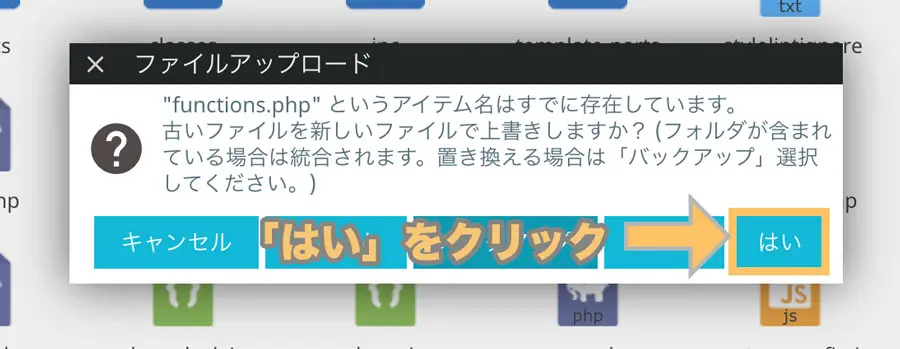 txt
ファイルアップロード
"functions.php" というアイテム名はすでに存在しています。
古いファイルを新しいファイルで上書きしますか？ (フォルダが含まれ
ている場合は統合されます。置き換える場合は「バックアップ」選択
してください。)
キャンセル
「はい」をクリック
はい
php
js
JS